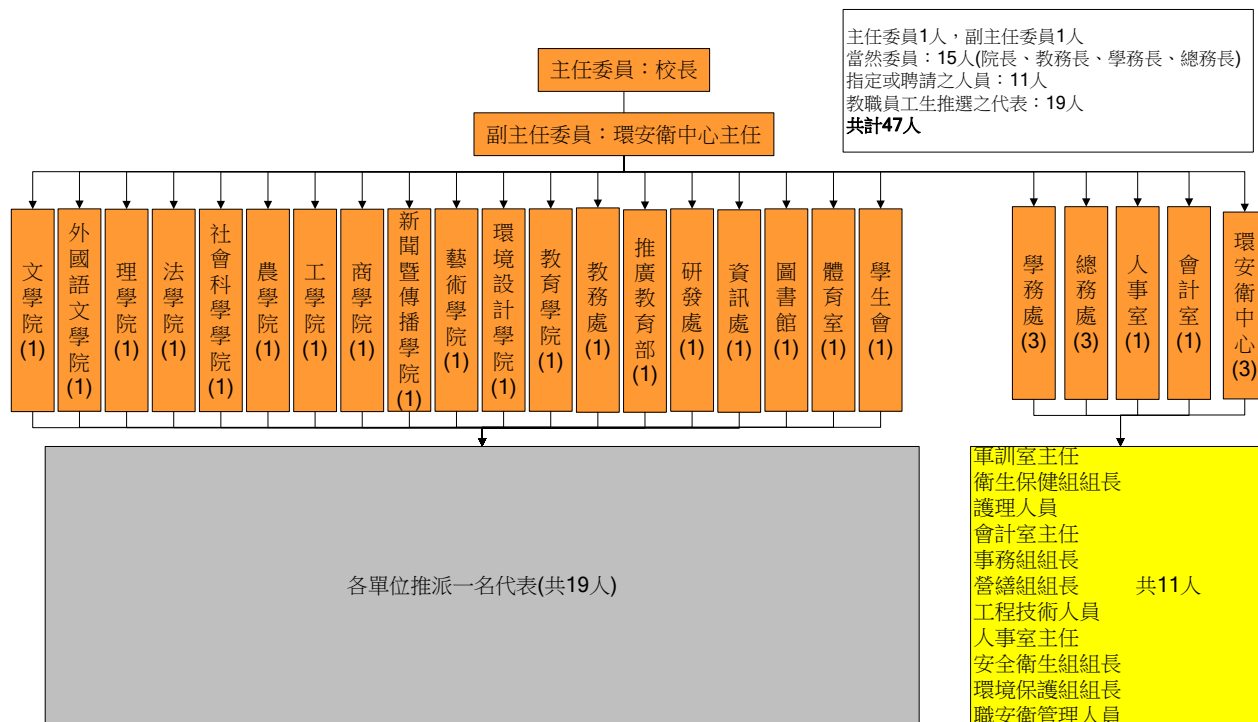 主任委員1人，副主任委員1人
當然委員：15人(院長、教務長、學務長、總務長)
指定或聘請之人員：11人
教職員工生推選之代表：19人
共計47人
主任委員：校長
副主任委員：環安衛中心主任
文學院(1)
外國語文學院(1)
理學院(1)
法學院(1)
社會科學學院(1)
農學院(1)
工學院(1)
商學院(1)
新聞暨傳播學院(1)
藝術學院(1)
環境設計學院(1)
教育學院(1)
教務處(1)
推廣教育部(1)
研發處(1)
資訊處(1)
圖書館(1)
體育室(1)
學生會(1)
學務處(3)
總務處(3)
人事室(1)
會計室(1)
環安衛中心(3)
各單位推派一名代表(共19人)
軍訓室主任
衛生保健組組長
護理人員
會計室主任
事務組組長
營繕組組長 共11人
工程技術人員
人事室主任
安全衛生組組長
環境保護組組長
職安衛管理人員